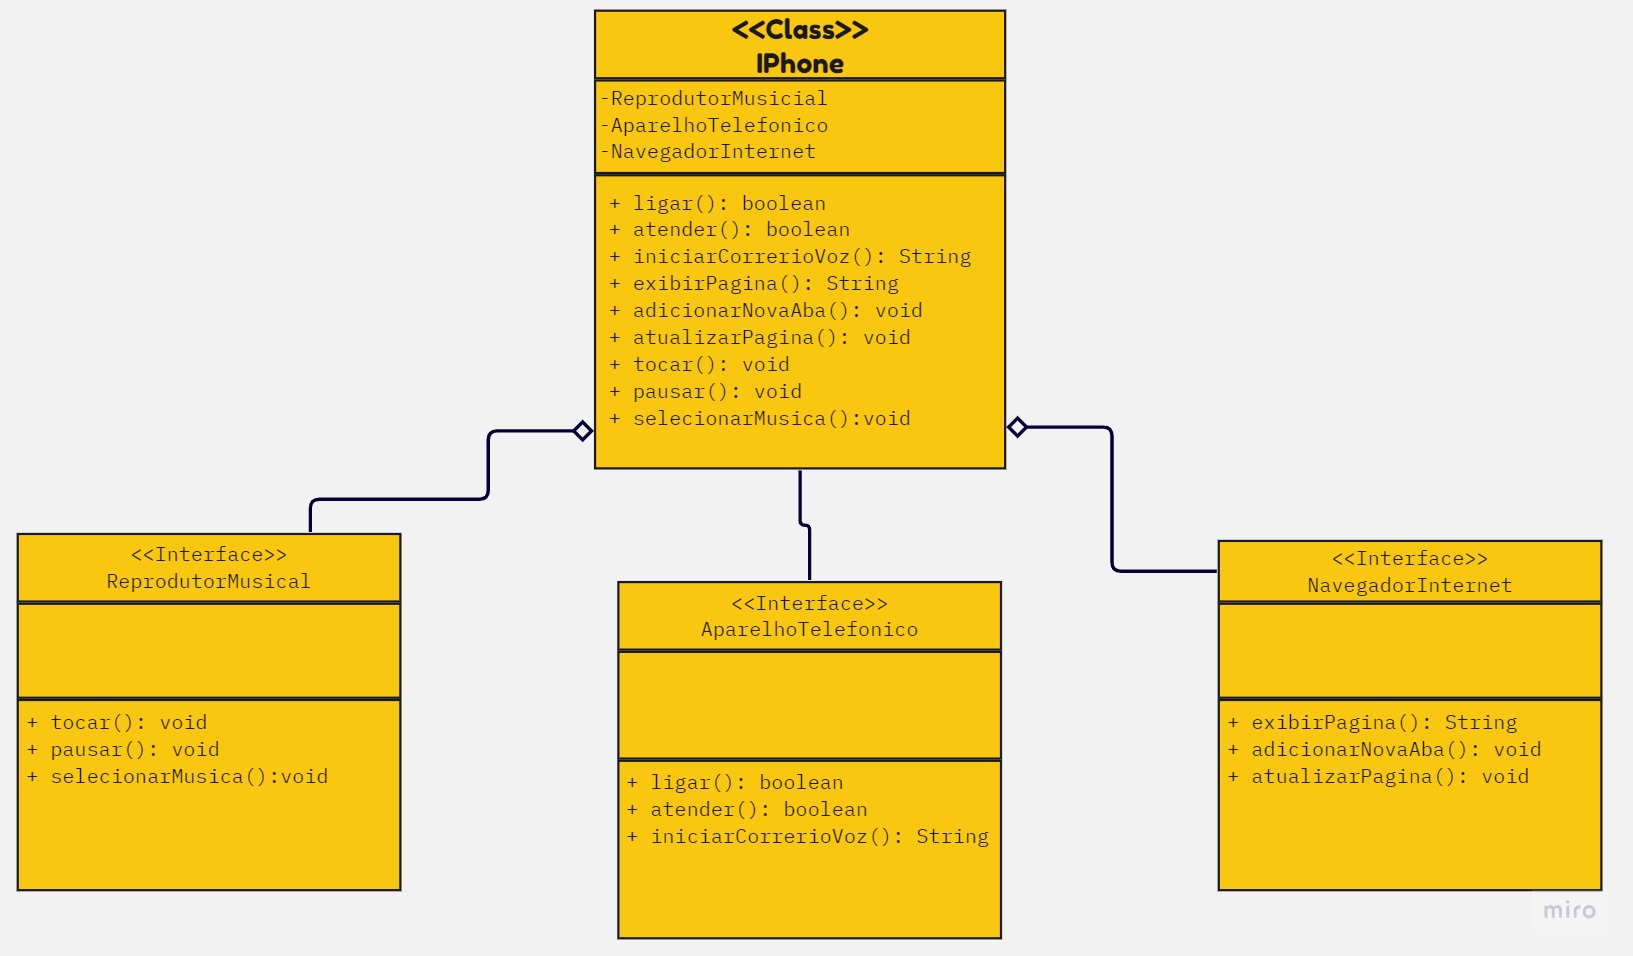 <<Class>>
IPhone
-ReprodutorMusicial
-AparelhoTelefonico
-NavegadorInternet
+ ligar(): boolean
+ atender(): boolean
+ iniciarCorrerioVoz(): String
+ exibirPagina(): String
+ adicionarNovaAba(): void
+ atualizarPagina(): void
+ tocar(): void
+ pausar(): void
+ selecionarMusica():void
<<Interface>>
ReprodutorMusical
+ tocar(): void
+ pausar(): void
+ selecionarMusica():void
<<Interface>>
AparelhoTelefonico
+ ligar(): boolean
+ atender(): boolean
+ iniciarCorrerioVoz(): String
<<Interface>>
NavegadorInternet
+ exibirPagina(): String
+ adicionarNovaAba(): void
+ atualizarPagina(): void
miro